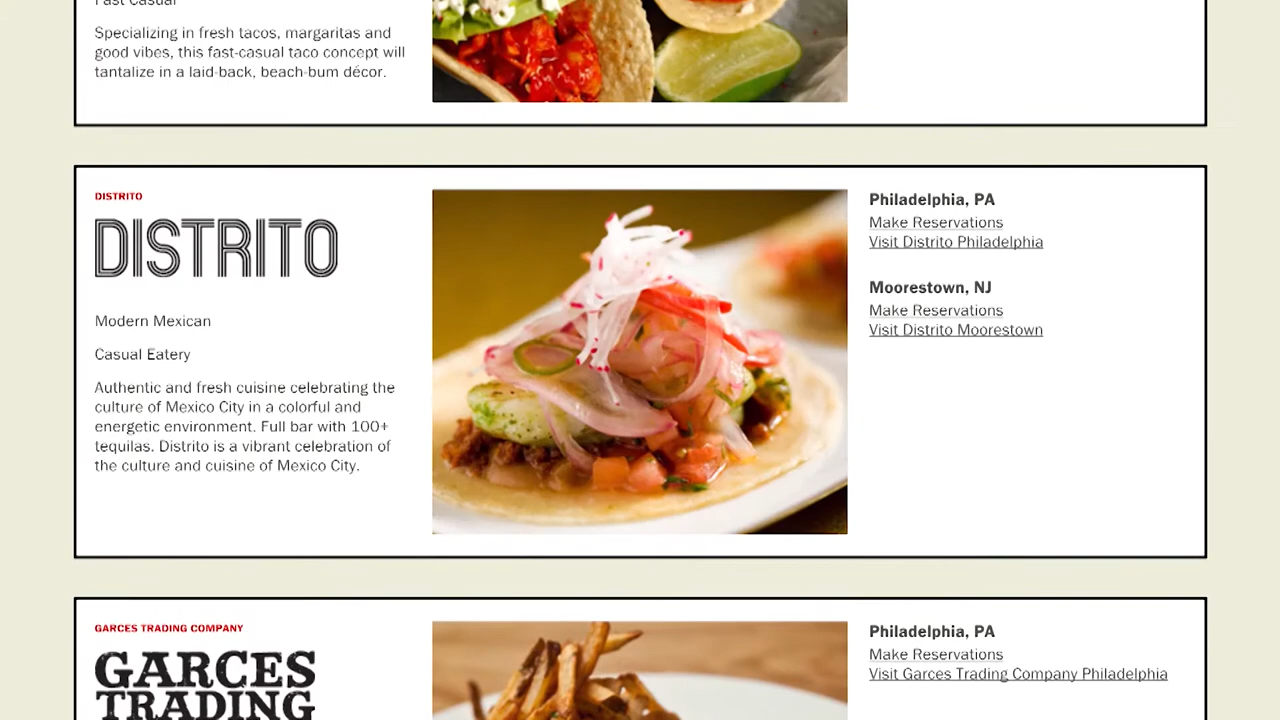 Fast Casual
Specializing in fresh tacos, margaritas and
good vibes, this fast-casual taco concept will
tantalize in a laid-back, beach-bum décor.
DISTRITO
DISTRITO
Modern Mexican
Casual Eatery
Authentic and fresh cuisine celebrating the
culture of Mexico City in a colorful and
energetic environment. Full bar with 100+
tequilas. Distrito is a vibrant celebration of
the culture and cuisine of Mexico City.
Philadelphia, PA
Make Reservations
Visit Distrito Philadelphia
Moorestown, NJ
Make Reservations
Visit Distrito Moorestown
GARCES TRADING COMPANY
GARCES
TRADING
Philadelphia, PA
Make Reservations
Visit Garces Trading Company Philadelphia